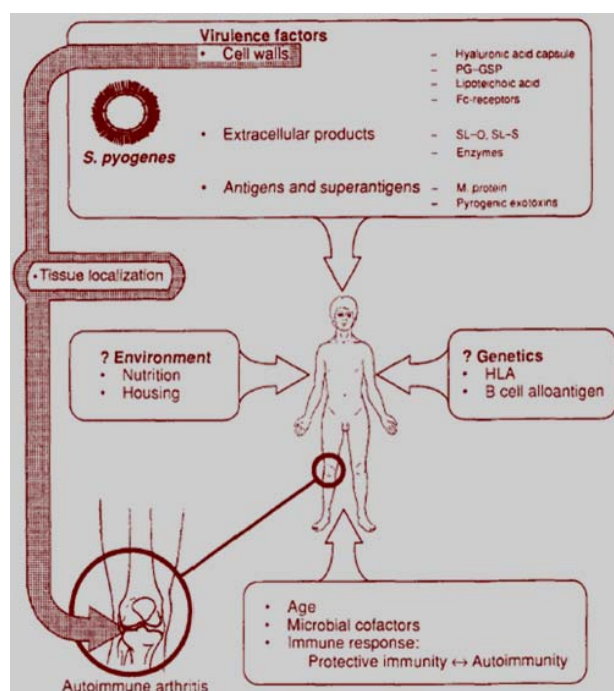 Virulence factors
• Cell walls
– Hyaluronic acid capsule
– PG–GSP
– Lipoteichoic acid
– Fc-receptors
S. pyogenes
• Extracellular products
– SL–O, SL–S
– Enzymes
• Antigens and superantigens
– M. protein
– Pyrogenic exotoxins
• Tissue localization
? Environment
• Nutrition
• Housing
? Genetics
• HLA
• B cell alloantigen
• Age
• Microbial cofactors
• Immune response:
Protective immunity ↔ Autoimmunity
Autoimmune arthritis